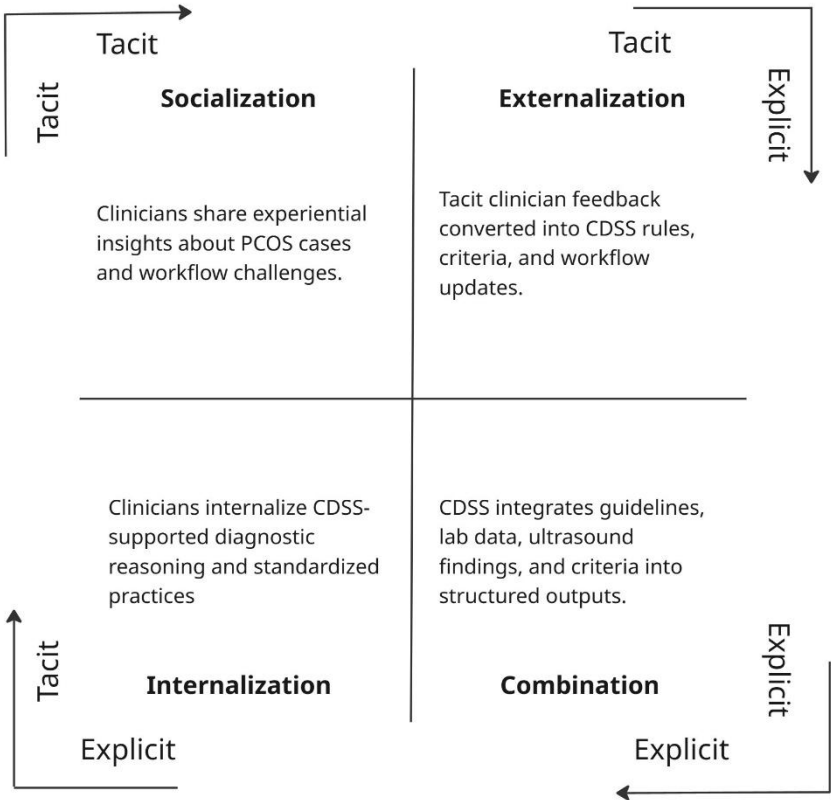 Tacit
Tacit
Socialization
Clinicians share experiential
insights about PCOS cases
and workflow challenges.
Tacit
Explicit
Externalization
Tacit clinician feedback
converted into CDSS rules,
criteria, and workflow
updates.
Clinicians internalize CDSS-
supported diagnostic
reasoning and standardized
practices
Tacit
Internalization
Explicit
CDSS integrates guidelines,
lab data, ultrasound
findings, and criteria into
structured outputs.
Explicit
Combination
Explicit